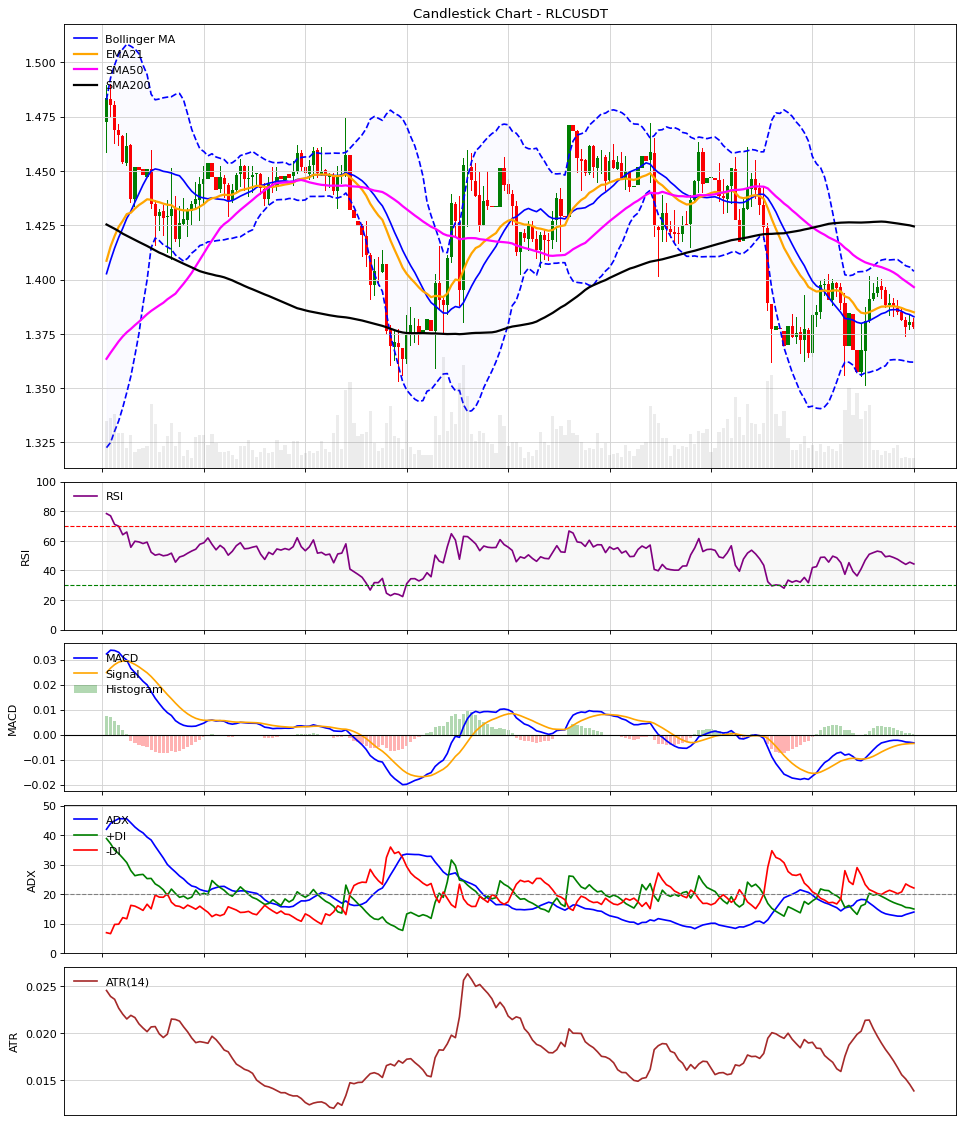 Candlestick Chart - RLCUSDT
Bollinger MA
EMA21
SMA50
SMA200
1.500
1.475
1.450
1.425
1.400
1.375
1.350
1.325
RSI
RSI
100
80
60
40
20
0
MACD
Signal
Histogram
MACD
0.03
0.02
0.01
0.00
−0.01
−0.02
ADX
+DI
-DI
ADX
50
40
30
20
10
0
ATR(14)
ATR
0.025
0.020
0.015